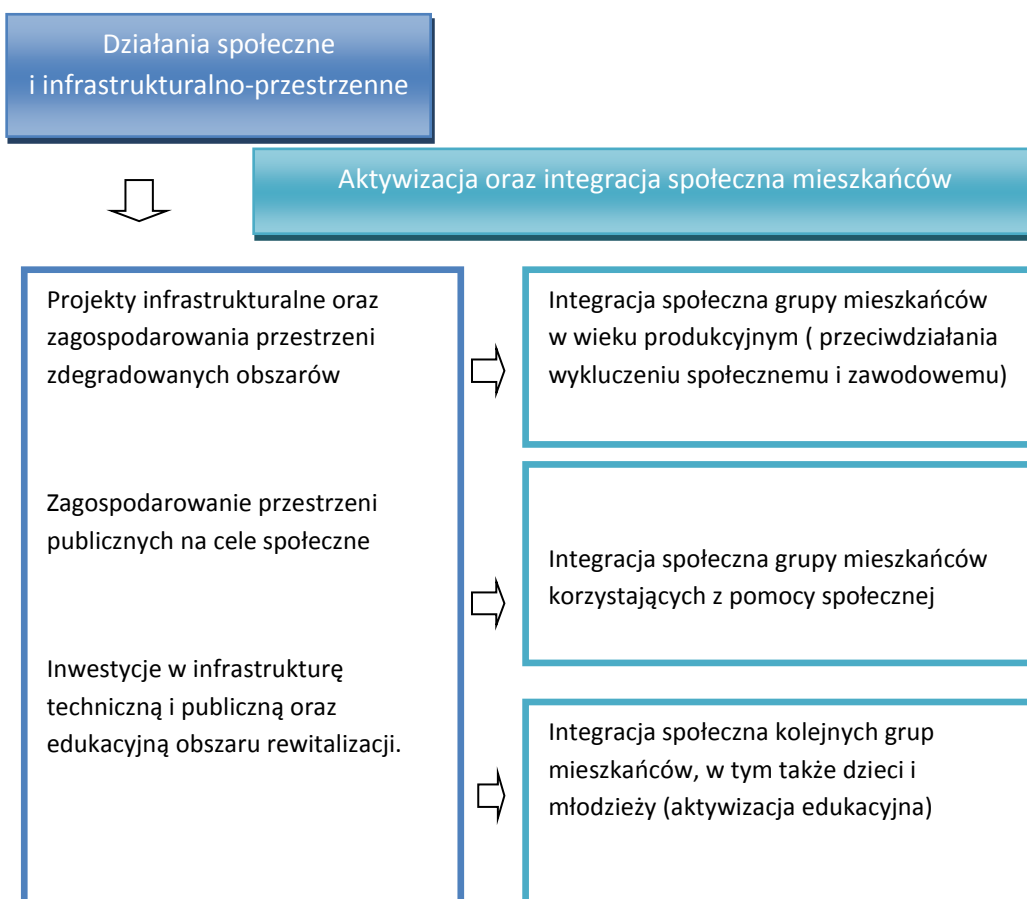 Działania społeczne
i infrastrukturalno-przestrzenne
Aktywizacja oraz integracja społeczna mieszkańców
Projekty infrastrukturalne oraz
zagospodarowania przestrzeni
zdegradowanych obszarów
Zagospodarowanie przestrzeni
publicznych na cele społeczne
Inwestycje w infrastrukturę
techniczną i publiczną oraz
edukacyjną obszaru rewitalizacji.
Integracja społeczna grupy mieszkańców
w wieku produkcyjnym ( przeciwdziałania
wykluczeniu społecznemu i zawodowemu)
Integracja społeczna grupy mieszkańców
korzystających z pomocy społecznej
Integracja społeczna kolejnych grup
mieszkańców, w tym także dzieci i
młodzieży (aktywizacja edukacyjna)